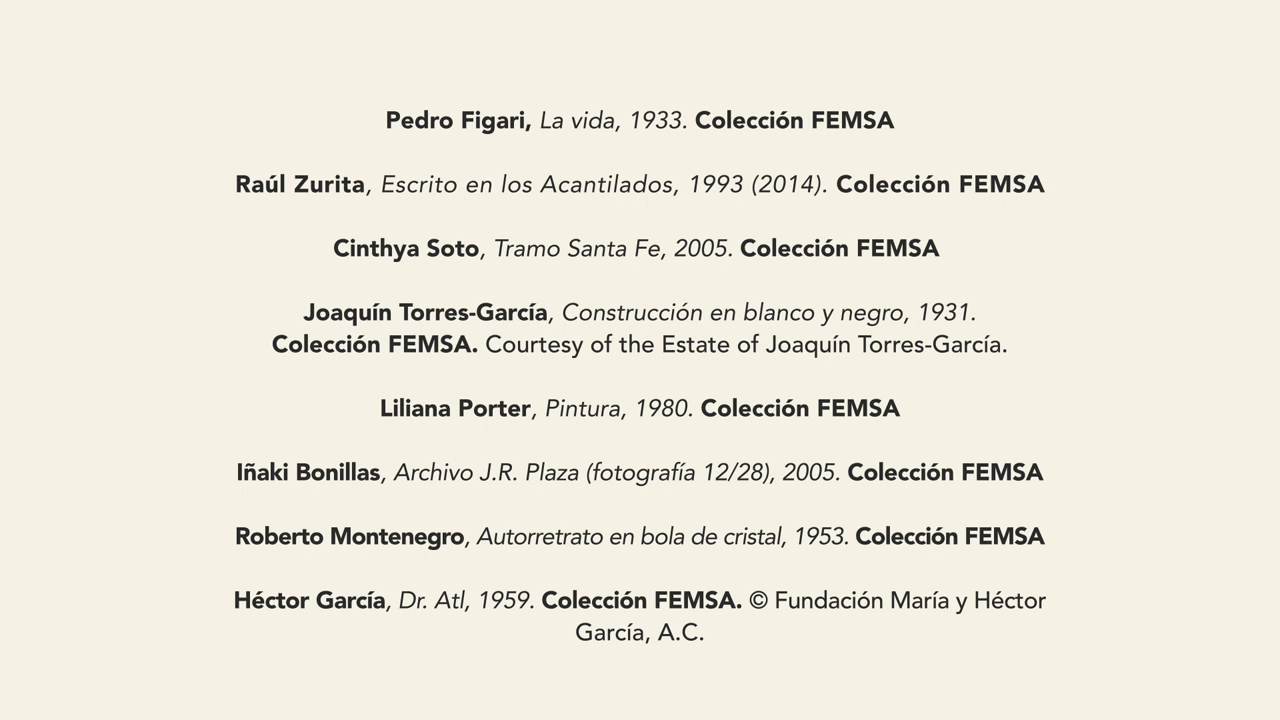 Pedro Figari, La vida, 1933. Colección FEMSA
Raúl Zurita, Escrito en los Acantilados, 1993 (2014). Colección FEMSA
Cinthya Soto, Tramo Santa Fe, 2005. Colección FEMSA
Joaquín Torres-García, Construcción en blanco y negro, 1931.
Colección FEMSA. Courtesy of the Estate of Joaquín Torres-García.
Liliana Porter, Pintura, 1980. Colección FEMSA
Iñaki Bonillas, Archivo J.R. Plaza (fotografía 12/28), 2005. Colección FEMSA
Roberto Montenegro, Autorretrato en bola de cristal, 1953. Colección FEMSA
Héctor García, Dr. Atl, 1959. Colección FEMSA. © Fundación María y Héctor
García, A.C.